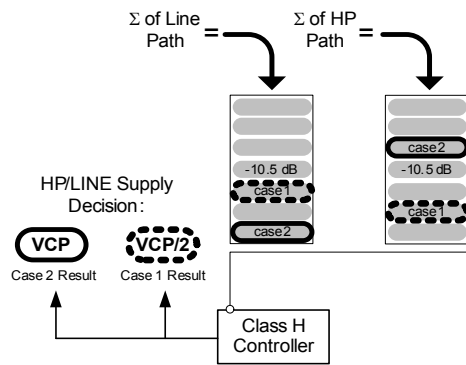 Σ of Line
Path
=
Σ of HP
Path
=
case2
-10.5 dB
-10.5 dB
case1
case1
case2
HP/LINE Supply
Decision:
VCP
VCP/2
Case 2 Result
Case 1 Result
Class H
Controller